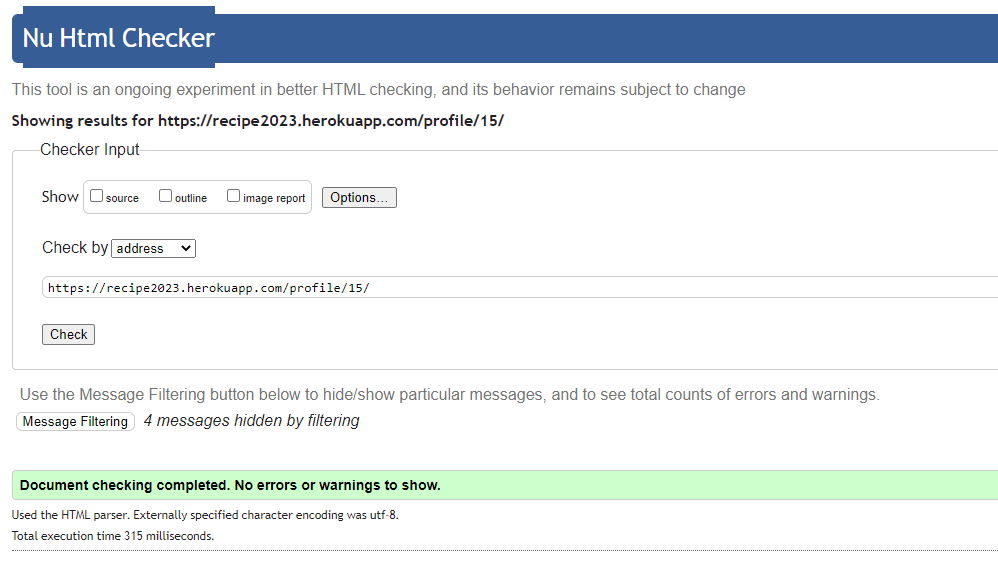 Nu Html Checker
This tool is an ongoing experiment in better HTML checking, and its behavior remains subject to change
Showing results for https://recipe2023.herokuapp.com/profile/15/
Checker Input
Show source outline image report Options...
Check by address
https://recipe2023.herokuapp.com/profile/15/
Check
Use the Message Filtering button below to hide/show particular messages, and to see total counts of errors and warnings.
Message Filtering 4 messages hidden by filtering
Document checking completed. No errors or warnings to show.
Used the HTML parser. Externally specified character encoding was utf-8.
Total execution time 315 milliseconds.